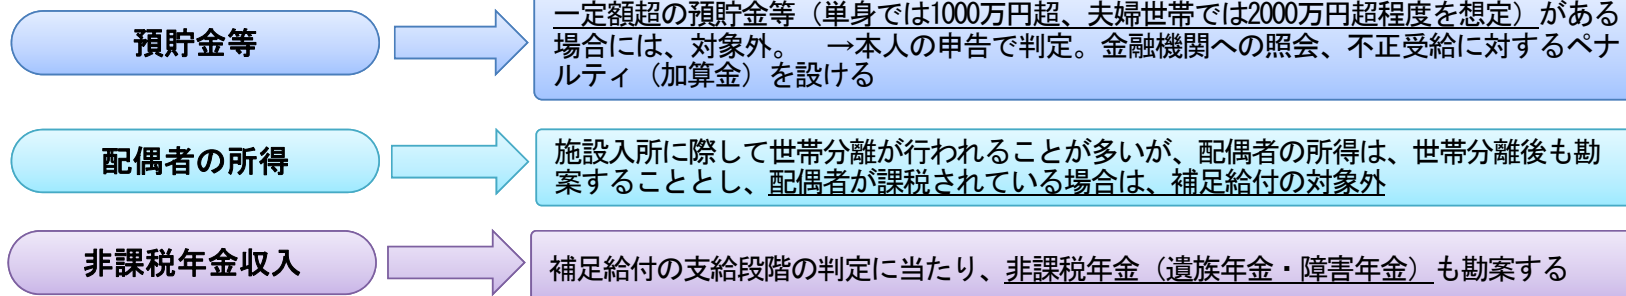 預貯金等
一定額超の預貯金等（単身では1000万円超、夫婦世帯では2000万円超程度を想定）がある
場合には、対象外。　→本人の申告で判定。金融機関への照会、不正受給に対するペナ
ルティ（加算金）を設ける
配偶者の所得
施設入所に際して世帯分離が行われることが多いが、配偶者の所得は、世帯分離後も勘
案することとし、配偶者が課税されている場合は、補足給付の対象外
非課税年金収入
補足給付の支給段階の判定に当たり、非課税年金（遺族年金・障害年金）も勘案する